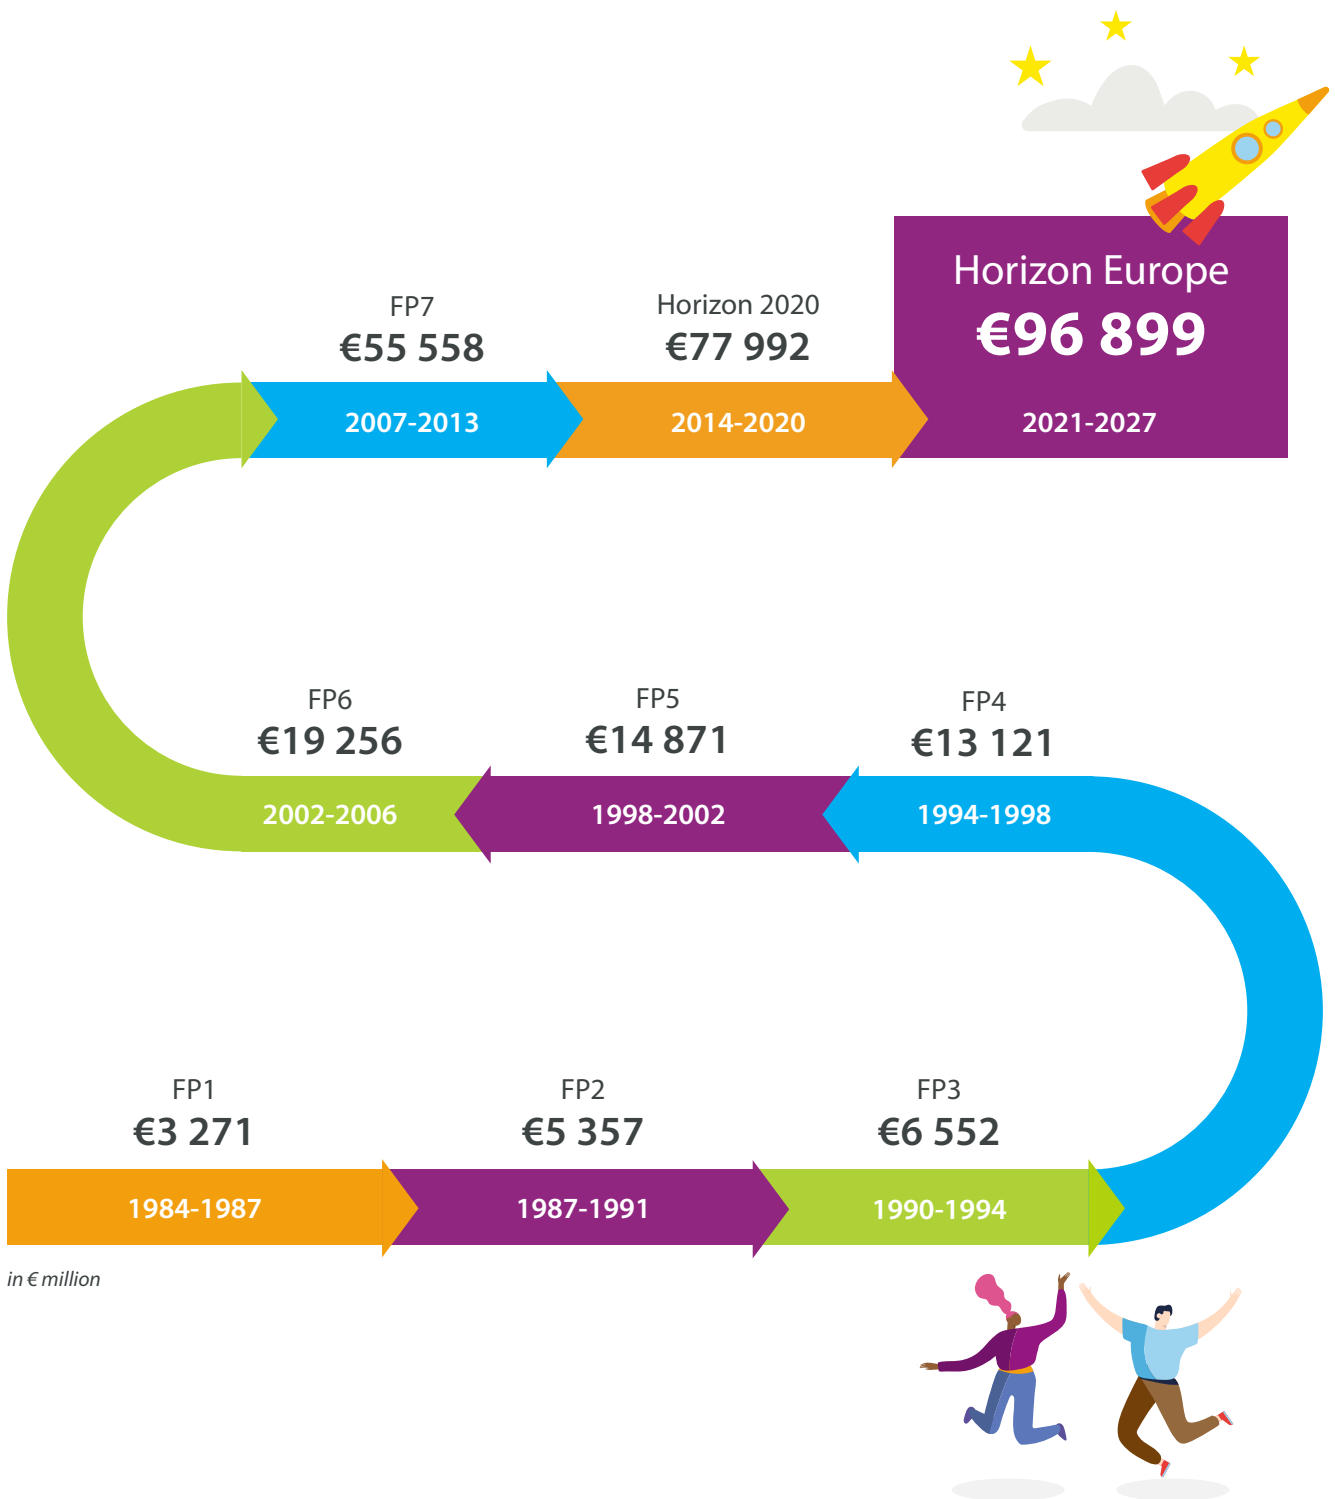 Horizon Europe
€96 899
2021-2027
FP7
€55 558
2007-2013
Horizon 2020
€77 992
2014-2020
FP6
€19 256
2002-2006
FP5
€14 871
1998-2002
FP4
€13 121
1994-1998
FP1
€3 271
1984-1987
FP2
€5 357
1987-1991
FP3
€6 552
1990-1994
in € million